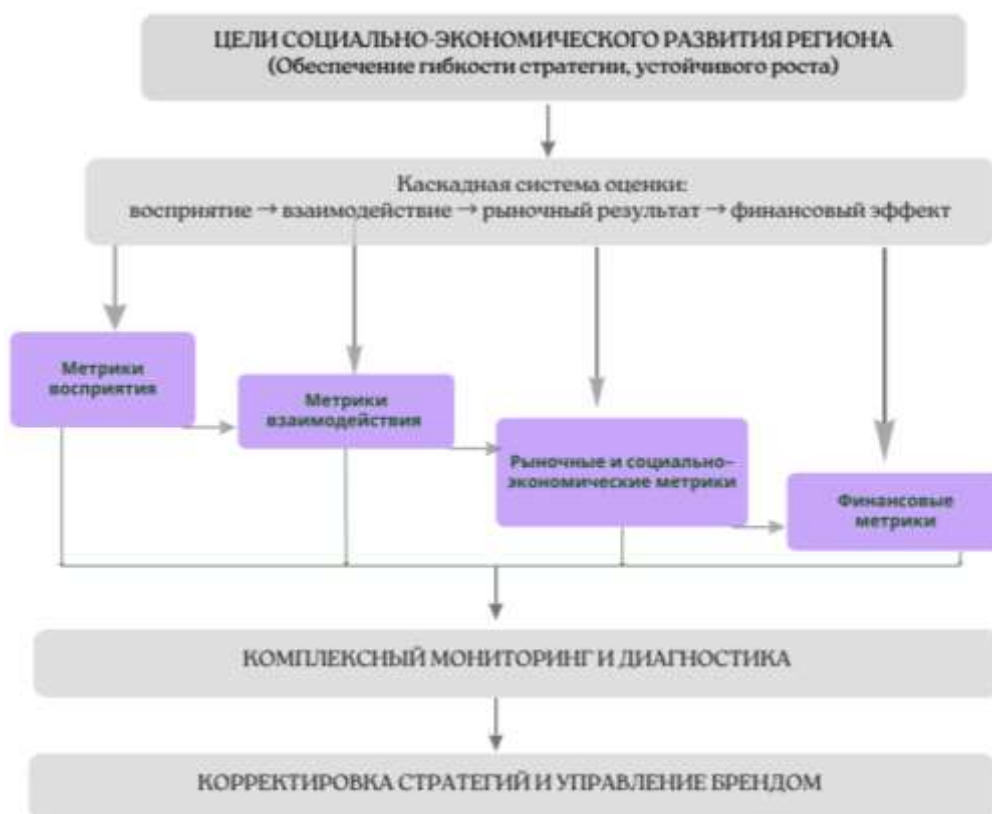 ЦЕЛИ СОЦИАЛЬНО-ЭКОНОМИЧЕСКОГО РАЗВИТИЯ РЕГИОНА
(Обеспечение гибкости стратегии, устойчивого роста)
Каскадная система оценки:
восприятие → взаимодействие → рыночный результат → финансовый эффект
Метрики
восприятия
Метрики
взаимодействия
Рыночные и социально-
экономические метрики
Финансовые
метрики
КОМПЛЕКСНЫЙ МОНИТОРИНГ И ДИАГНОСТИКА
КОРРЕКТИРОВКА СТРАТЕГИЙ И УПРАВЛЕНИЕ БРЕНДОМ